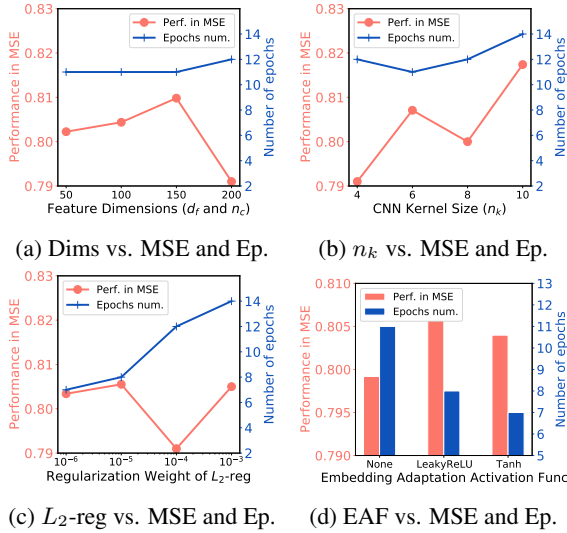 0.83
0.82
0.81
0.80
0.79
Performance in MSE
Perf. in MSE
Epochs num.
14
12
10
8
6
4
2
Number of epochs
50 100 150 200
Feature Dimensions (d_f and n_c)
(a) Dims vs. MSE and Ep.
0.83
0.82
0.81
0.80
0.79
Performance in MSE
Perf. in MSE
Epochs num.
14
12
10
8
6
4
2
Number of epochs
4 6 8 10
CNN Kernel Size (n_k)
(b) n_k vs. MSE and Ep.
0.83
0.82
0.81
0.80
0.79
Performance in MSE
Perf. in MSE
Epochs num.
14
12
10
8
6
4
2
Number of epochs
10⁻⁶ 10⁻⁵ 10⁻⁴ 10⁻³
Regularization Weight of L₂-reg
(c) L₂-reg vs. MSE and Ep.
0.810
0.805
0.800
0.795
0.790
Performance in MSE
Perf. in MSE
Epochs num.
13
12
11
10
9
8
7
6
5
Number of epochs
None LeakyReLU Tanh
Embedding Adaptation Activation Func
(d) EAF vs. MSE and Ep.